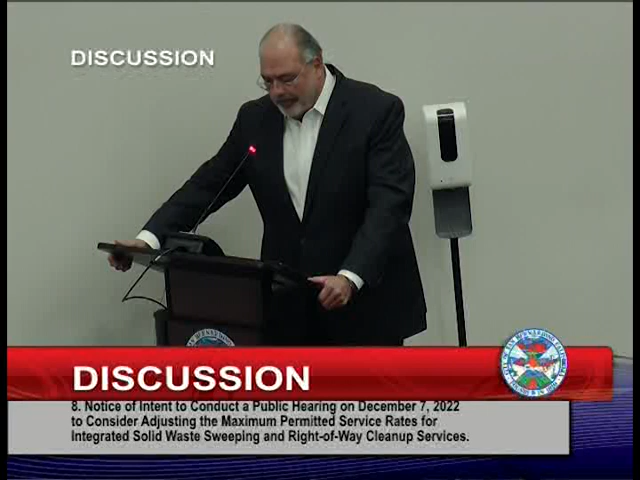 DISCUSSION
DISCUSSION
8. Notice of Intent to Conduct a Public Hearing on December 7, 2022
to Consider Adjusting the Maximum Permitted Service Rates for
Integrated Solid Waste Sweeping and Right-of-Way Cleanup Services.